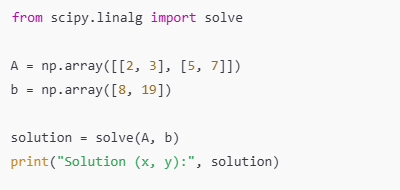 from scipy.linalg import solve
A = np.array([[2, 3], [5, 7]])
b = np.array([8, 19])
solution = solve(A, b)
print("Solution (x, y):", solution)